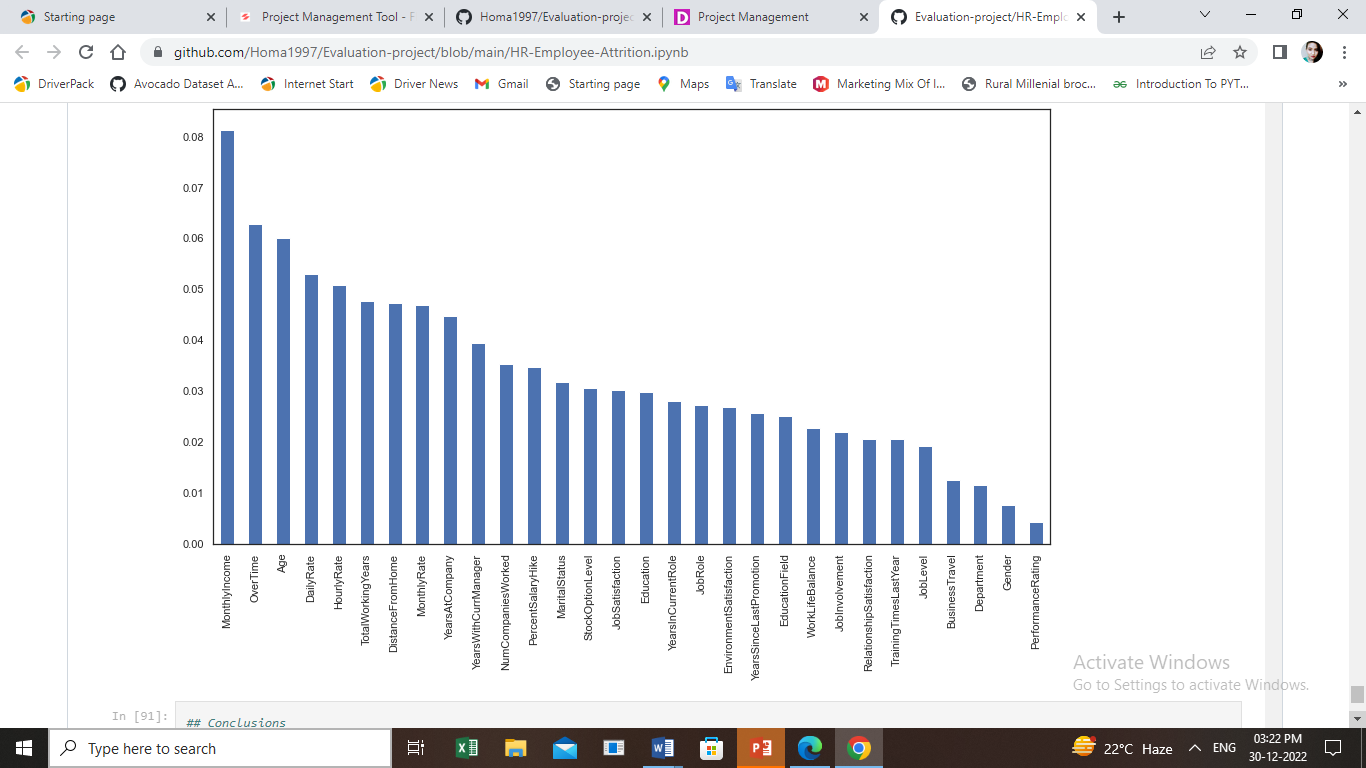 Starting page
Project Management Tool - F
Homa1997/Evaluation-projec
Project Management
Evaluation-project/HR-Emplo
github.com/Homa1997/Evaluation-project/blob/main/HR-Employee-Attrition.ipynb
DriverPack
Avocado Dataset A...
Internet Start
Driver News
Gmail
Starting page
Maps
Translate
Marketing Mix Of I...
Rural Millenial broc...
Introduction To PYT...
»
0.08
0.07
0.06
0.05
0.04
0.03
0.02
0.01
0.00
MonthlyIncome
OverTime
Age
DailyRate
HourlyRate
TotalWorkingYears
DistanceFromHome
MonthlyRate
YearsAtCompany
YearsWithCurrManager
NumCompaniesWorked
PercentSalaryHike
MaritalStatus
StockOptionLevel
JobSatisfaction
Education
YearsInCurrentRole
JobRole
EnvironmentSatisfaction
YearsSinceLastPromotion
EducationField
WorkLifeBalance
JobInvolvement
RelationshipSatisfaction
TrainingTimesLastYear
JobLevel
BusinessTravel
Department
Gender
PerformanceRating
Activate Windows
Go to Settings to activate Windows.
In [91]:
## Conclusions
Type here to search
22°C Haze
ENG
03:22 PM
30-12-2022